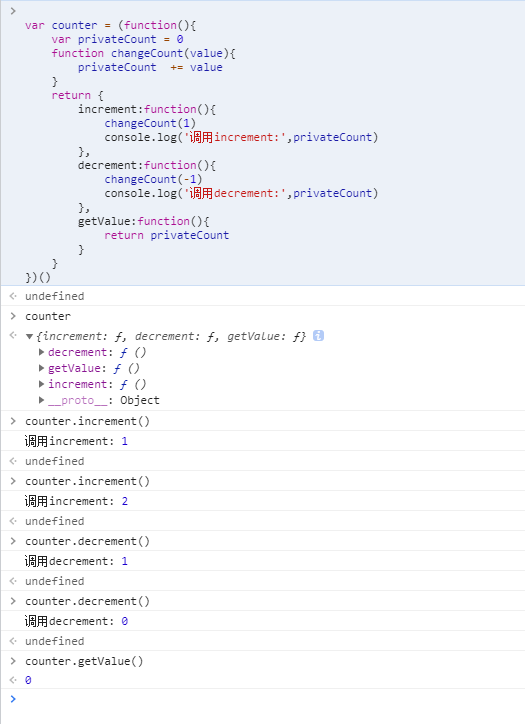 var counter = (function(){
    var privateCount = 0
    function changeCount(value){
        privateCount  += value
    }
    return {
        increment:function(){
            changeCount(1)
            console.log('调用increment:',privateCount)
        },
        decrement:function(){
            changeCount(-1)
            console.log('调用decrement:',privateCount)
        },
        getValue:function(){
            return privateCount
        }
    }
})()
undefined
counter
{increment: ƒ, decrement: ƒ, getValue: ƒ} i
decrement: ƒ ()
getValue: ƒ ()
increment: ƒ ()
__proto__: Object
counter.increment()
调用increment: 1
undefined
counter.increment()
调用increment: 2
undefined
counter.decrement()
调用decrement: 1
undefined
counter.decrement()
调用decrement: 0
undefined
counter.getValue()
0